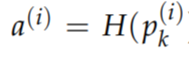 a^{(i)} = H(p_k^{(i)}